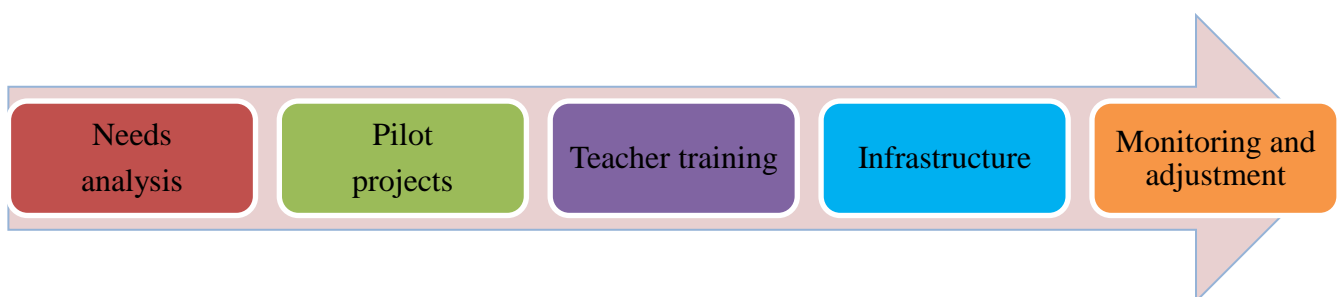 Needs
analysis
Pilot
projects
Teacher training
Infrastructure
Monitoring and
adjustment